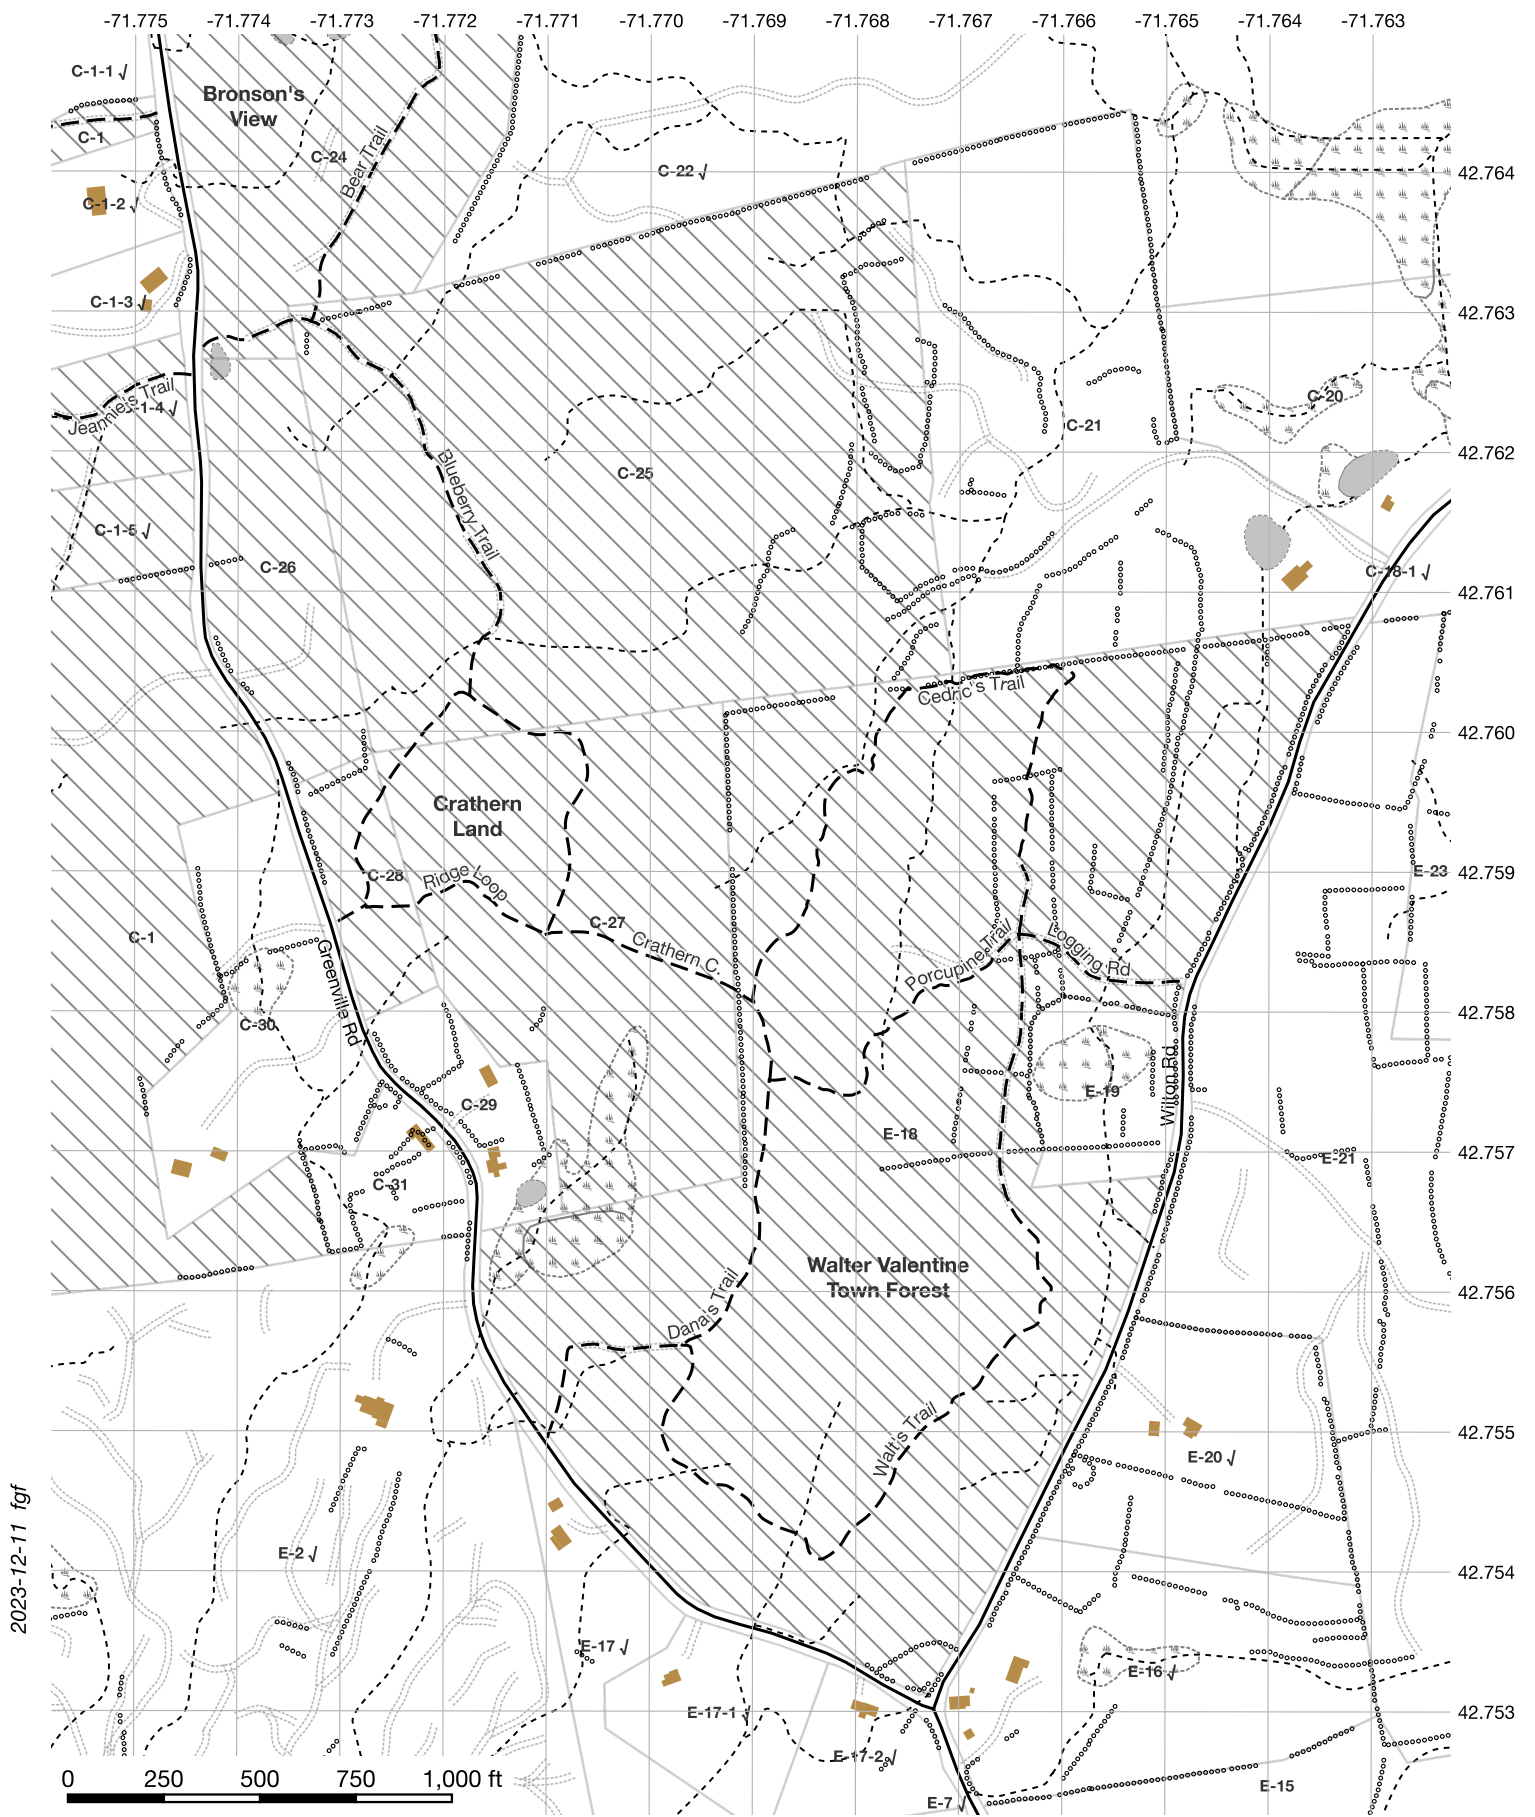 -71.775 -71.774 -71.773 -71.772 -71.771 -71.770 -71.769 -71.768 -71.767 -71.766 -71.765 -71.764 -71.763
C-1-1 √
Bronson's
View
C-1
C-24
Bear Trail
C-22 √
42.764
C-1-2 √
C-1-3 √
42.763
Jeannie's Trail
-1-4 √
C-20
C-21
42.762
Blueberry Trail
C-25
C-1-5 √
C-26
C-18-1 √
42.761
Cedric's Trail
42.760
Crathern
Land
C-28
Ridge Loop
42.759
E-23
C-27
C-1
Crathern C.
Porcupine Trail
Logging Rd
Greenville Rd
C-30
42.758
Wilton Rd
E-19
C-29
E-18
42.757
E-21
C-31
Walter Valentine
Town Forest
42.756
Dana's Trail
Walt's Trail
42.755
E-20 √
2023-12-11 fgf
E-2 √
42.754
E-17 √
E-16 √
E-17-1 √
42.753
E-17-2 √
0 250 500 750 1,000 ft
E-15
E-7 √